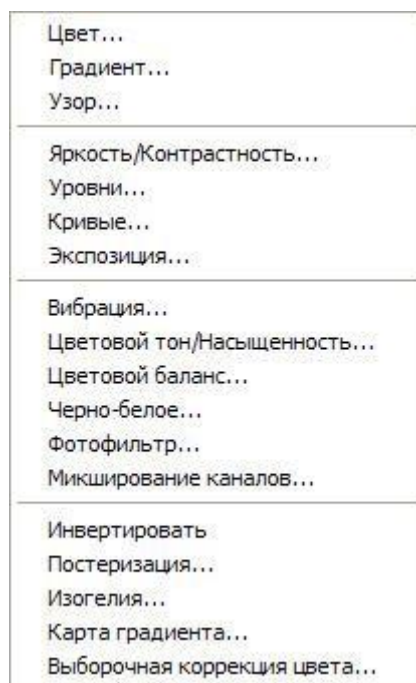 Цвет...
Градиент...
Узор...
Яркость/Контрастность...
Уровни...
Кривые...
Экспозиция...
Вибрация...
Цветовой тон/Насыщенность...
Цветовой баланс...
Черно-белое...
Фотофильтр...
Микширование каналов...
Инвертировать
Постеризация...
Изогелия...
Карта градиента...
Выборочная коррекция цвета...